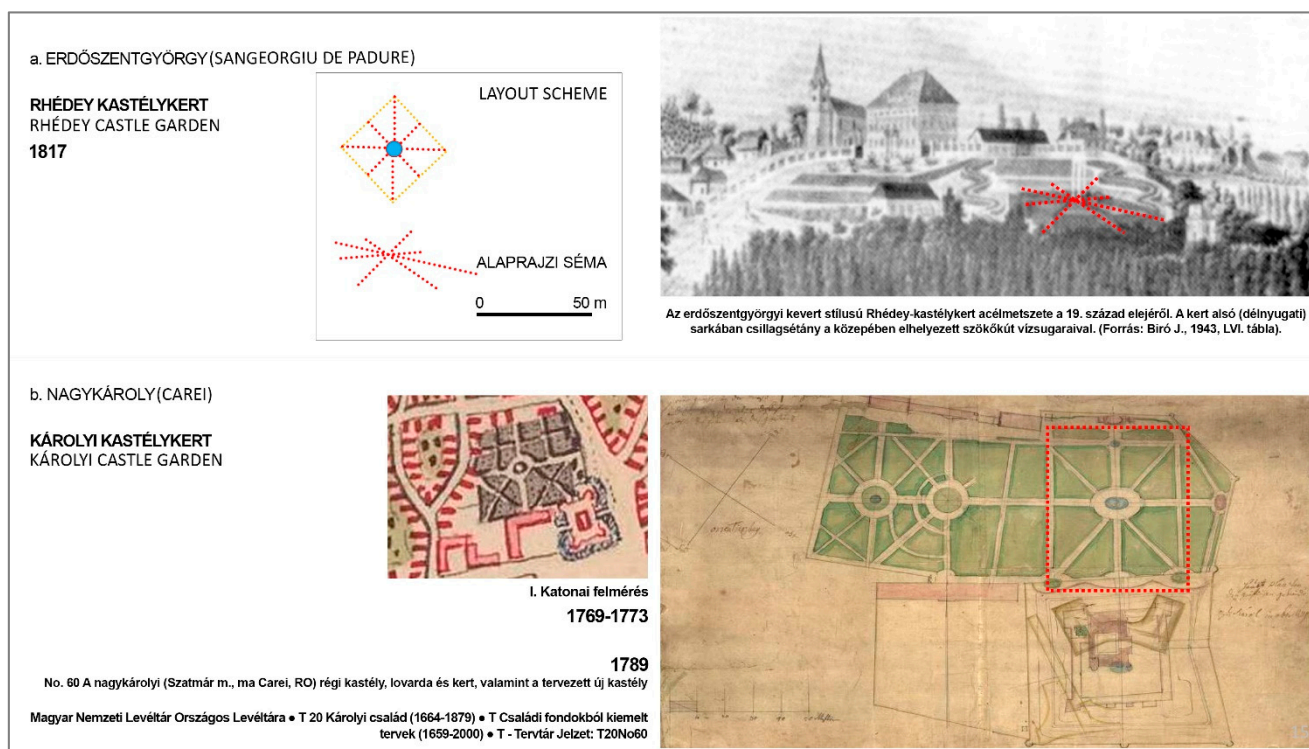 a. ERDŐSZENTGYÖRGY (SANGEORGIU DE PADURE)
RHÉDEY KASTÉLYKERT
RHÉDEY CASTLE GARDEN
1817
LAYOUT SCHEME
ALAPRAJZI SÉMA
0 50 m
Az erdőszentgyörgyi kevert stílusú Rhédey-kastélykert acélmetszete a 19. század elejéről. A kert alsó (délnyugati)
sarkában csillagsétány a közepében elhelyezett szökőkút vízsugaraival. (Forrás: Biró J., 1943, LVI. tábla).
b. NAGYKÁROLY (CAREI)
KÁROLYI KASTÉLYKERT
KÁROLYI CASTLE GARDEN
I. Katonai felmérés
1769-1773
1789
No. 60 A nagykárolyi (Szatmár m., ma Carei, RO) régi kastély, lovarda és kert, valamint a tervezett új kastély
Magyar Nemzeti Levéltár Országos Levéltára ● T 20 Károlyi család (1664-1879) ● T Családi fondokból kiemelt
tervek (1659-2000) ● T - Tervtár Jelzet: T20No60